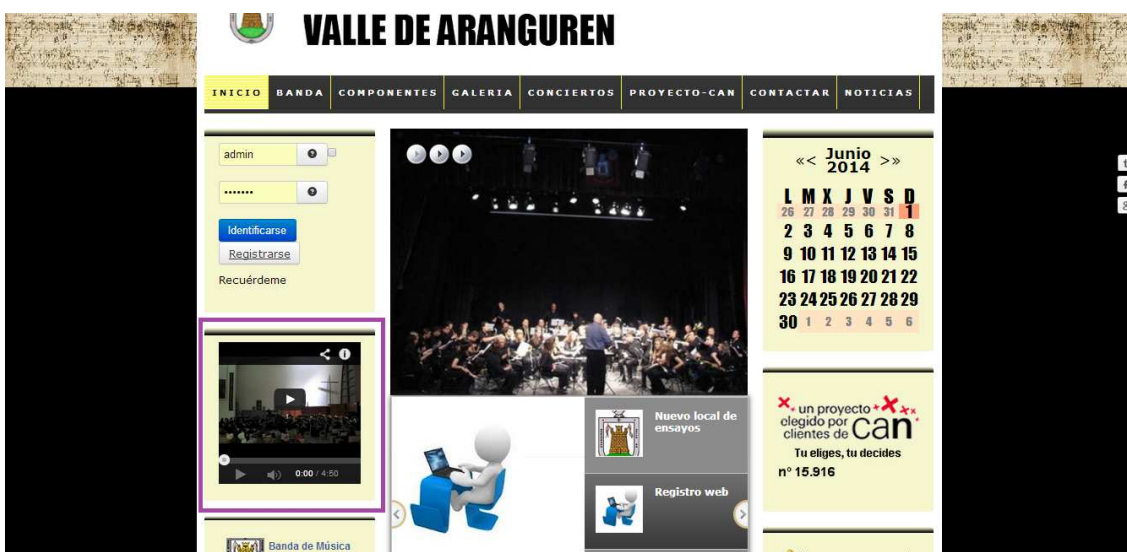 VALLE DE ARANGUREN
INICIO BANDA COMPONENTES GALERIA CONCIERTOS PROYECTO-CAN CONTACTAR NOTICIAS
admin
•••••••
Identificarse
Registrarse
Recuérdeme
0:00 / 4:50
Banda de Música
Nuevo local de
ensayos
Registro web
«< Junio >»
2014
L M X J V S D
26 27 28 29 30 31 1
2 3 4 5 6 7 8
9 10 11 12 13 14 15
16 17 18 19 20 21 22
23 24 25 26 27 28 29
30 1 2 3 4 5 6
un proyecto
elegido por
clientes de can
Tu eliges, tu decides
nº 15.916